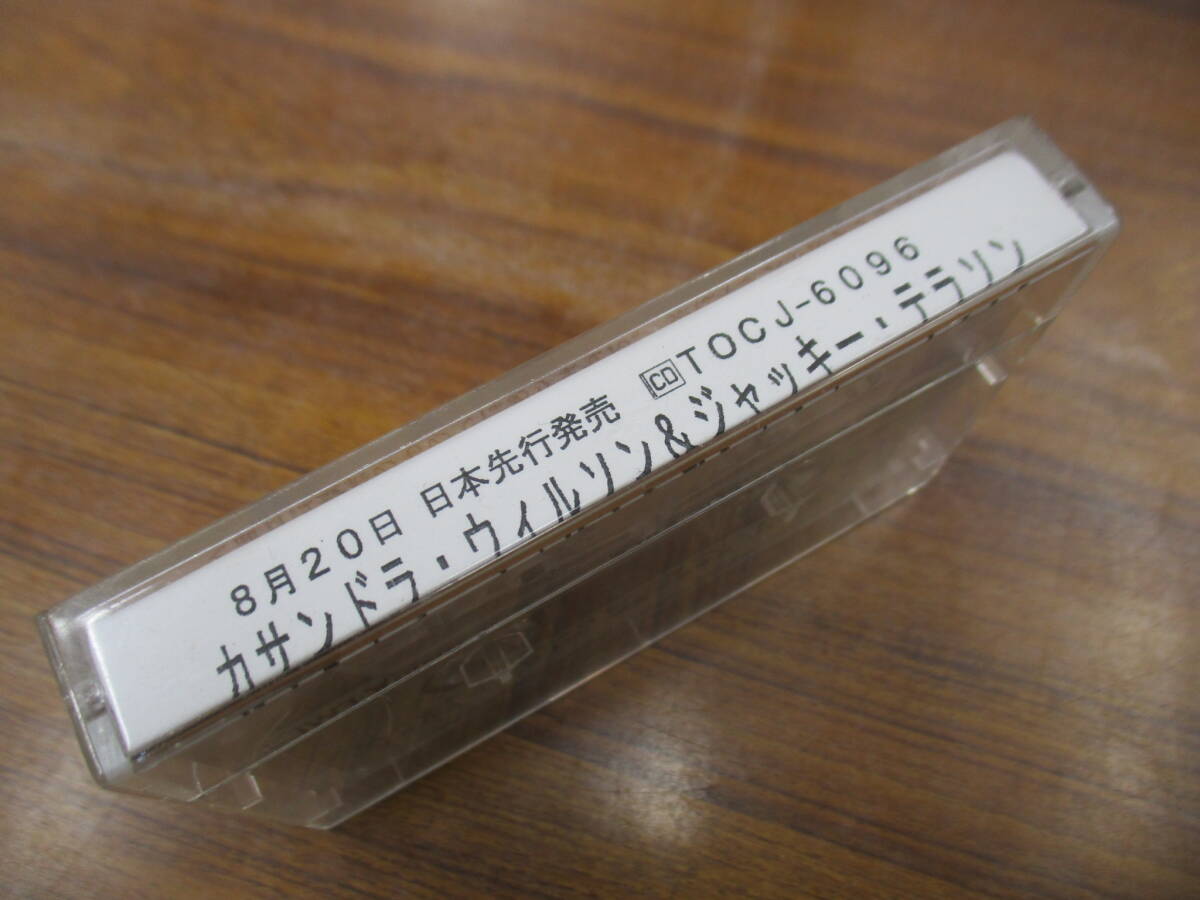 8月20日 日本先行発売 CD TOCJ-6096
カサンドラ・ウィルソン&ジャッキー・テラソン